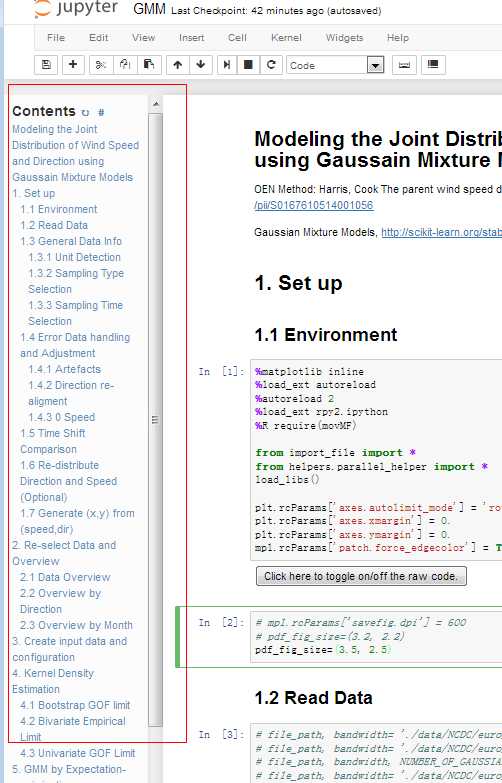 jupyter GMM Last Checkpoint: 42 minutes ago (autosaved)
File Edit View Insert Cell Kernel Widgets Help
Code
Contents
Modeling the Joint
Distribution of Wind Speed
and Direction using
Gaussain Mixture Models
1. Set up
1.1 Environment
1.2 Read Data
1.3 General Data Info
1.3.1 Unit Detection
1.3.2 Sampling Type
Selection
1.3.3 Sampling Time
Selection
1.4 Error Data handling
and Adjustment
1.4.1 Artefacts
1.4.2 Direction re-
aligment
1.4.3 0 Speed
1.5 Time Shift
Comparison
1.6 Re-distribute
Direction and Speed
(Optional)
1.7 Generate (x,y) from
(speed,dir)
2. Re-select Data and
Overview
2.1 Data Overview
2.2 Overview by
Direction
2.3 Overview by Month
3. Create input data and
configuration
4. Kernel Density
Estimation
4.1 Bootstrap GOF limit
4.2 Bivariate Empirical
Limit
4.3 Univariate GOF Limit
5. GMM by Expectation-
Modeling the Joint Distri
using Gaussain Mixture
OEN Method: Harris, Cook The parent wind speed d
/pii/S0167610514001056
Gaussian Mixture Models, http://scikit-learn.org/stab
1. Set up
1.1 Environment
In [1]:
%matplotlib inline
%load_ext autoreload
%autoreload 2
%load_ext rpy2.ipython
%R require(movMF)
from import_file import *
from helpers.parallel_helper import *
load_libs()
plt.rcParams['axes.autolimit_mode'] = 'ro
plt.rcParams['axes.xmargin'] = 0.
plt.rcParams['axes.ymargin'] = 0.
mpl.rcParams['patch.force_edgecolor'] = T
Click here to toggle on/off the raw code.
In [2]:
# mpl.rcParams['savefig.dpi'] = 600
# pdf_fig_size=(3.2, 2.2)
pdf_fig_size=(3.5, 2.5)
1.2 Read Data
In [3]:
# file_path, bandwidth= './data/NCDC/euro
# file_path, bandwidth= './data/NCDC/euro
# file_path, bandwidth, NUMBER_OF_GAUSSI
# file_path, bandwidth= './data/NCDC/euro